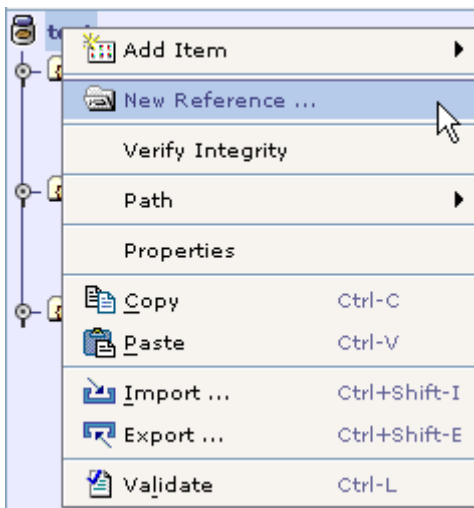 Add Item
New Reference ...
Verify Integrity
Path
Properties
Copy Ctrl-C
Paste Ctrl-V
Import ... Ctrl+Shift-I
Export ... Ctrl+Shift-E
Validate Ctrl-L